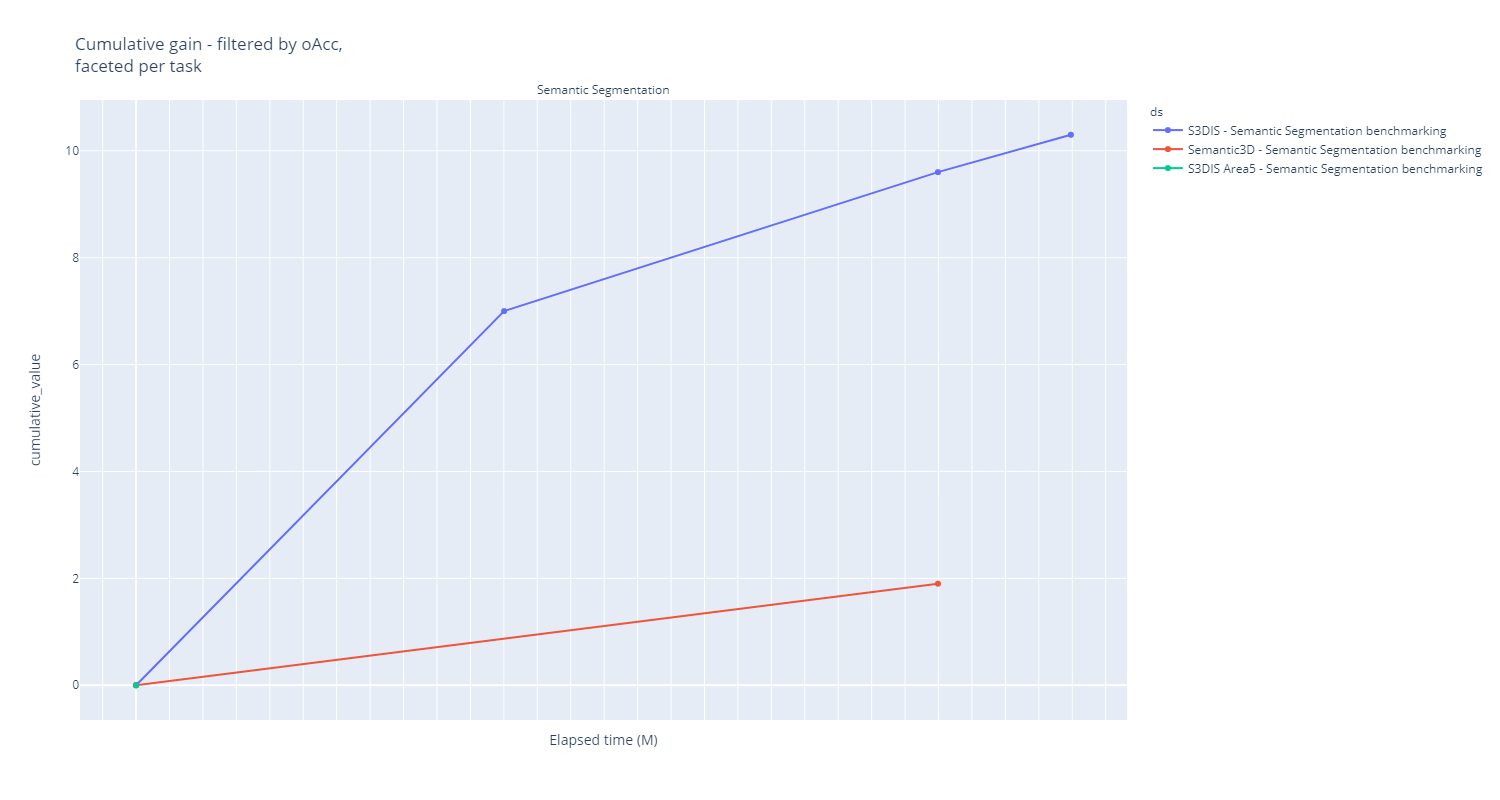 Cumulative gain - filtered by oAcc,
faceted per task
Semantic Segmentation
ds
S3DIS - Semantic Segmentation benchmarking
Semantic3D - Semantic Segmentation benchmarking
S3DIS Area5 - Semantic Segmentation benchmarking
10
8
6
4
2
0
cumulative_value
Elapsed time (M)